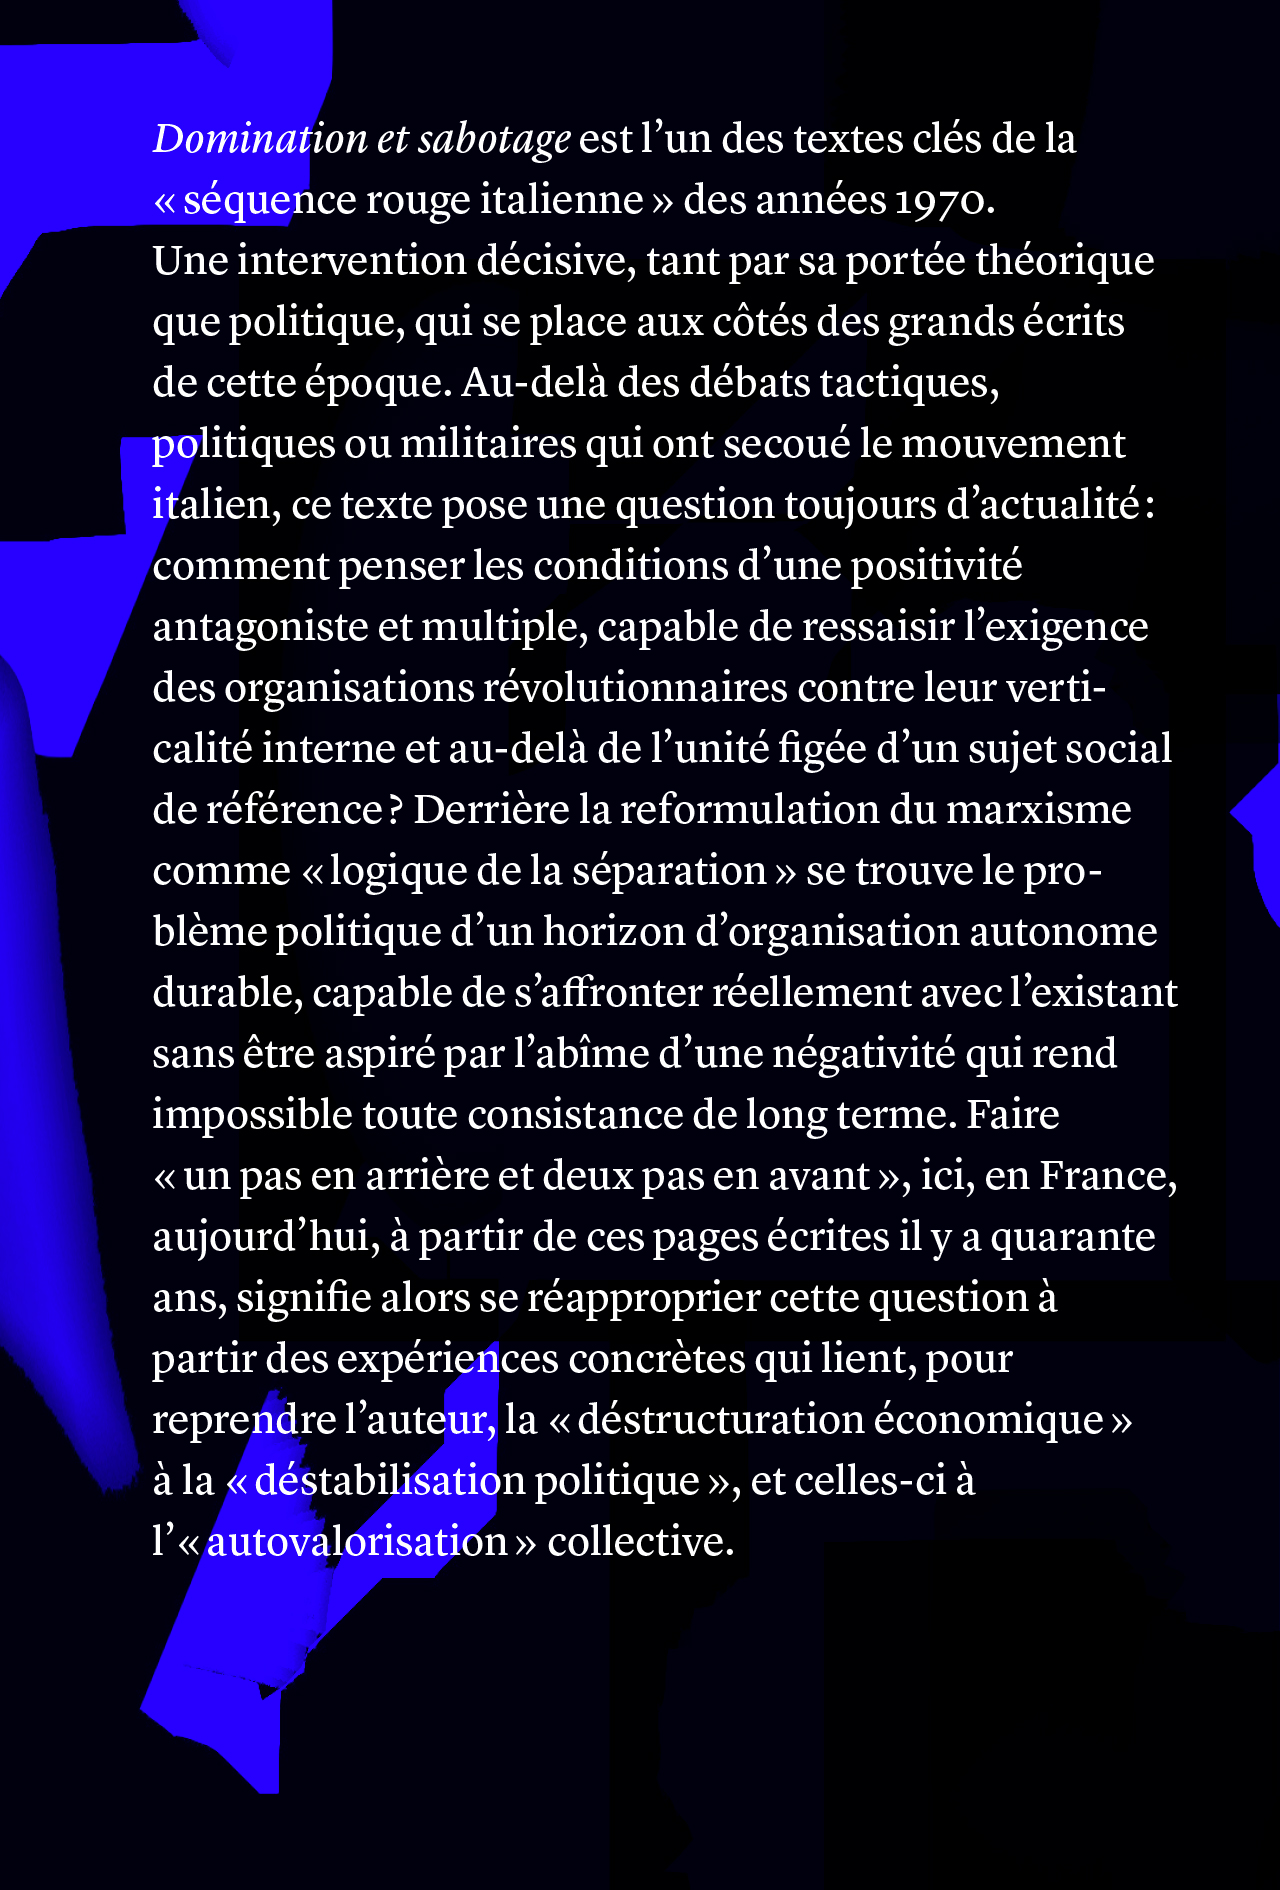 Domination et sabotage est l’un des textes clés de la
« séquence rouge italienne » des années 1970.
Une intervention décisive, tant par sa portée théorique
que politique, qui se place aux côtés des grands écrits
de cette époque. Au-delà des débats tactiques,
politiques ou militaires qui ont secoué le mouvement
italien, ce texte pose une question toujours d’actualité :
comment penser les conditions d’une positivité
antagoniste et multiple, capable de ressaisir l’exigence
des organisations révolutionnaires contre leur verti-
calité interne et au-delà de l’unité figée d’un sujet social
de référence ? Derrière la reformulation du marxisme
comme « logique de la séparation » se trouve le pro-
blème politique d’un horizon d’organisation autonome
durable, capable de s’affronter réellement avec l’existant
sans être aspiré par l’abîme d’une négativité qui rend
impossible toute consistance de long terme. Faire
« un pas en arrière et deux pas en avant », ici, en France,
aujourd’hui, à partir de ces pages écrites il y a quarante
ans, signifie alors se réapproprier cette question à
partir des expériences concrètes qui lient, pour
reprendre l’auteur, la « déstructuration économique »
à la « déstabilisation politique », et celles-ci à
l’« autovalorisation » collective.